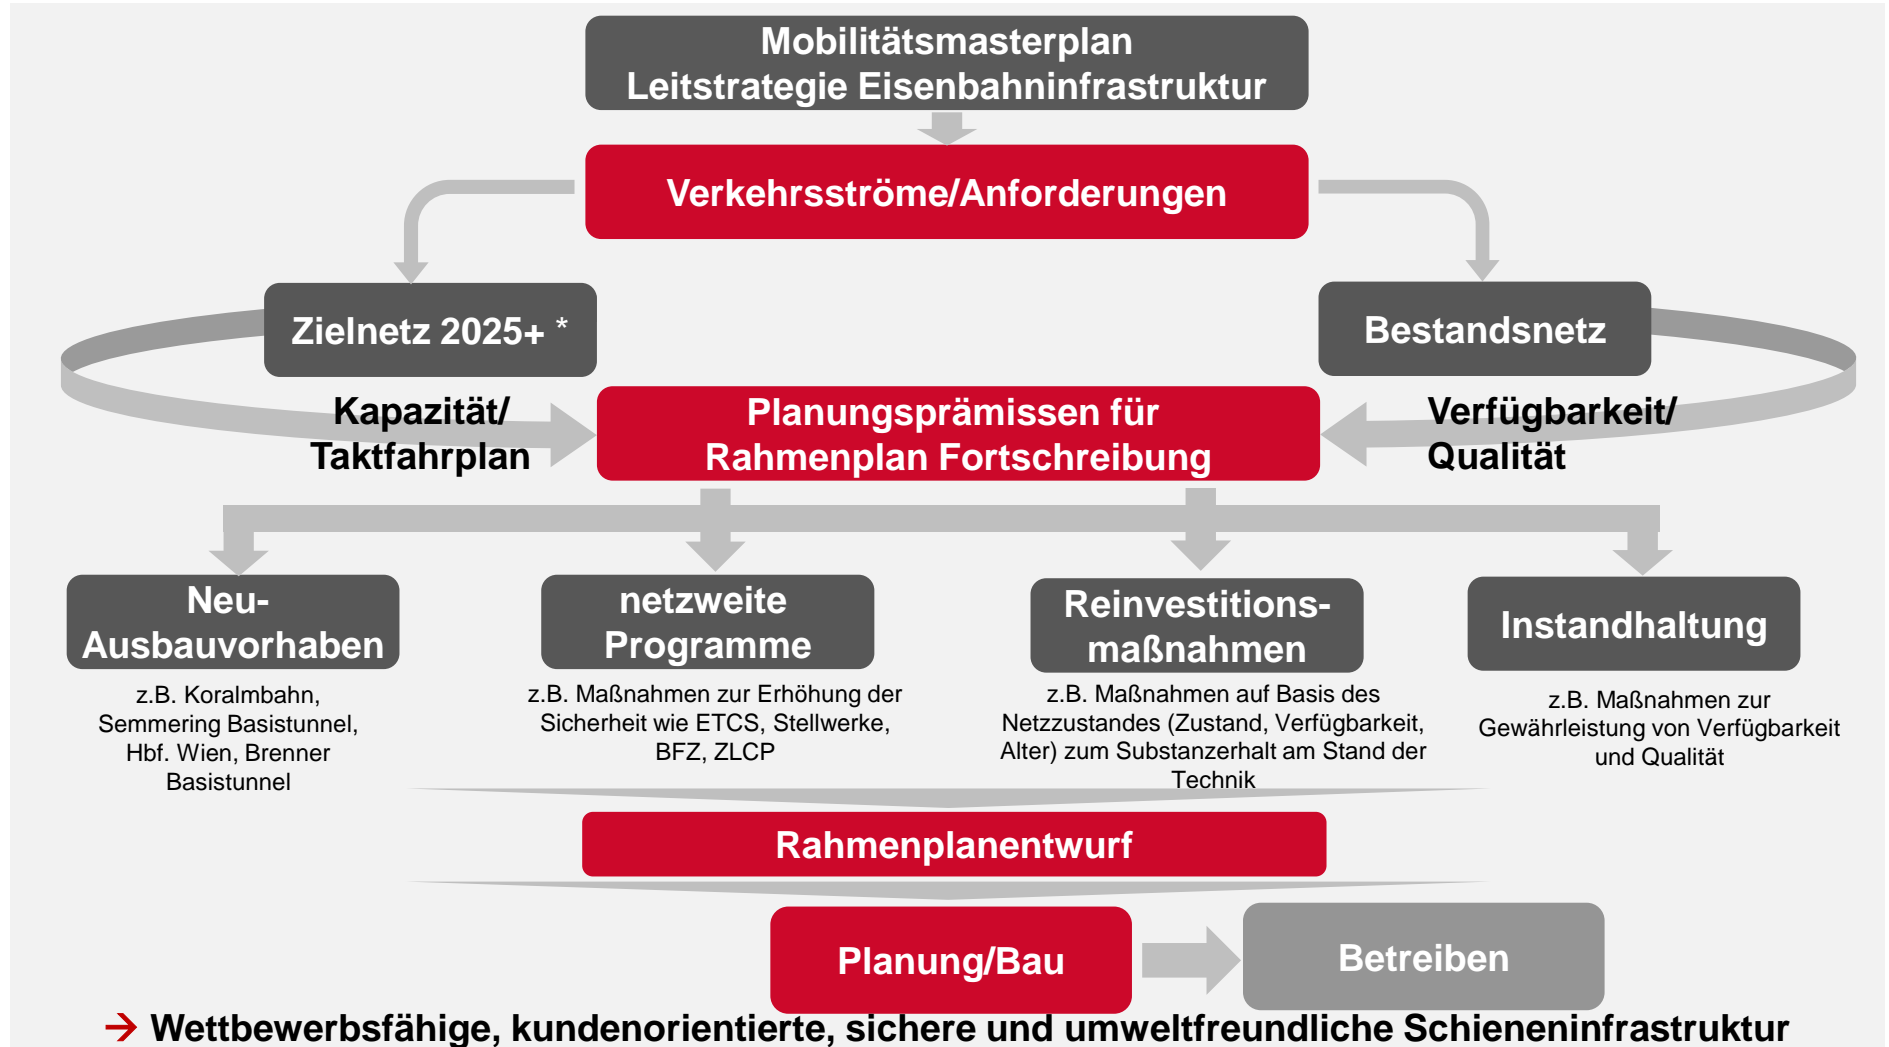 Mobilitätsmasterplan
Leitstrategie Eisenbahninfrastruktur
Verkehrsströme/Anforderungen
Zielnetz 2025+ *
Bestandsnetz
Kapazität/
Taktfahrplan
Planungsprämissen für
Rahmenplan Fortschreibung
Verfügbarkeit/
Qualität
Neu-
Ausbauvorhaben
z.B. Koralmbahn,
Semmering Basistunnel,
Hbf. Wien, Brenner
Basistunnel
netzweite
Programme
z.B. Maßnahmen zur Erhöhung der
Sicherheit wie ETCS, Stellwerke,
BFZ, ZLCP
Reinvestitions-
maßnahmen
z.B. Maßnahmen auf Basis des
Netzzustandes (Zustand, Verfügbarkeit,
Alter) zum Substanzerhalt am Stand der
Technik
Instandhaltung
z.B. Maßnahmen zur
Gewährleistung von Verfügbarkeit
und Qualität
Rahmenplanentwurf
Planung/Bau
Betreiben
→ Wettbewerbsfähige, kundenorientierte, sichere und umweltfreundliche Schieneninfrastruktur